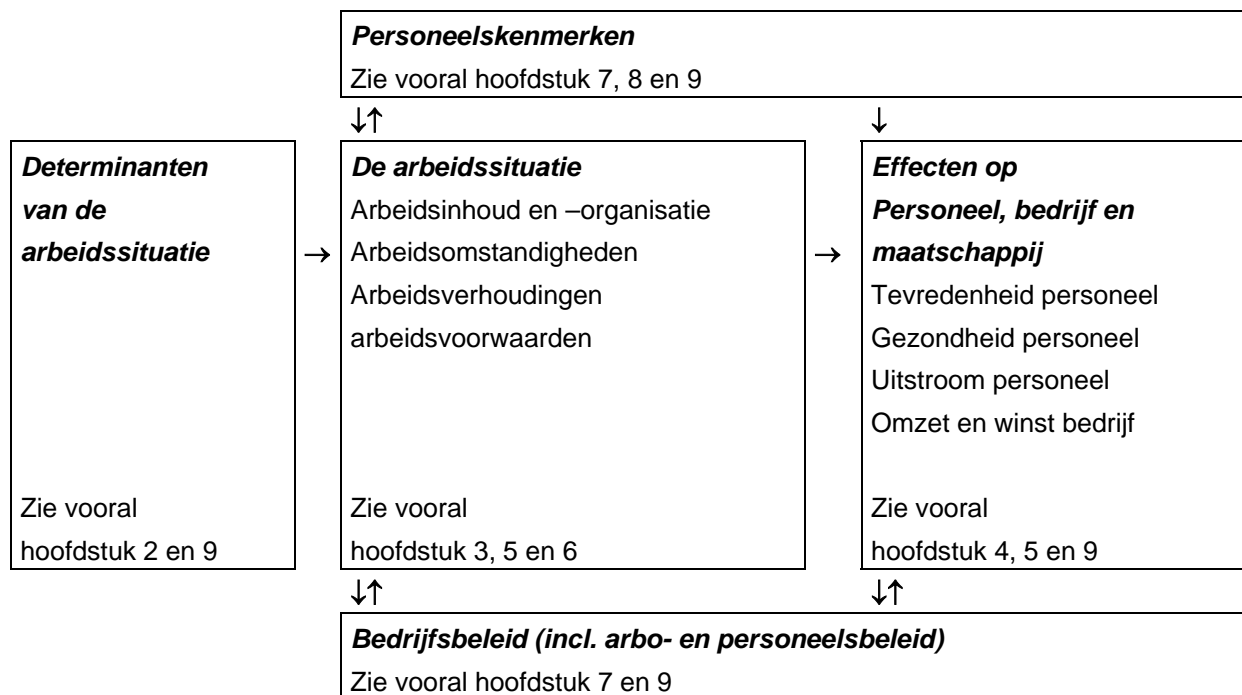 Personeelskenmerken
Zie vooral hoofdstuk 7, 8 en 9
↓↑ ↓
Determinanten
van de
arbeidssituatie
→
Zie vooral
hoofdstuk 2 en 9
De arbeidssituatie
Arbeidsinhoud en –organisatie
Arbeidsomstandigheden
Arbeidsverhoudingen
arbeidsvoorwaarden
→
Zie vooral
hoofdstuk 3, 5 en 6
Effecten op
Personeel, bedrijf en
maatschappij
Tevredenheid personeel
Gezondheid personeel
Uitstroom personeel
Omzet en winst bedrijf
Zie vooral
hoofdstuk 4, 5 en 9
↓↑ ↓↑
Bedrijfsbeleid (incl. arbo- en personeelsbeleid)
Zie vooral hoofdstuk 7 en 9